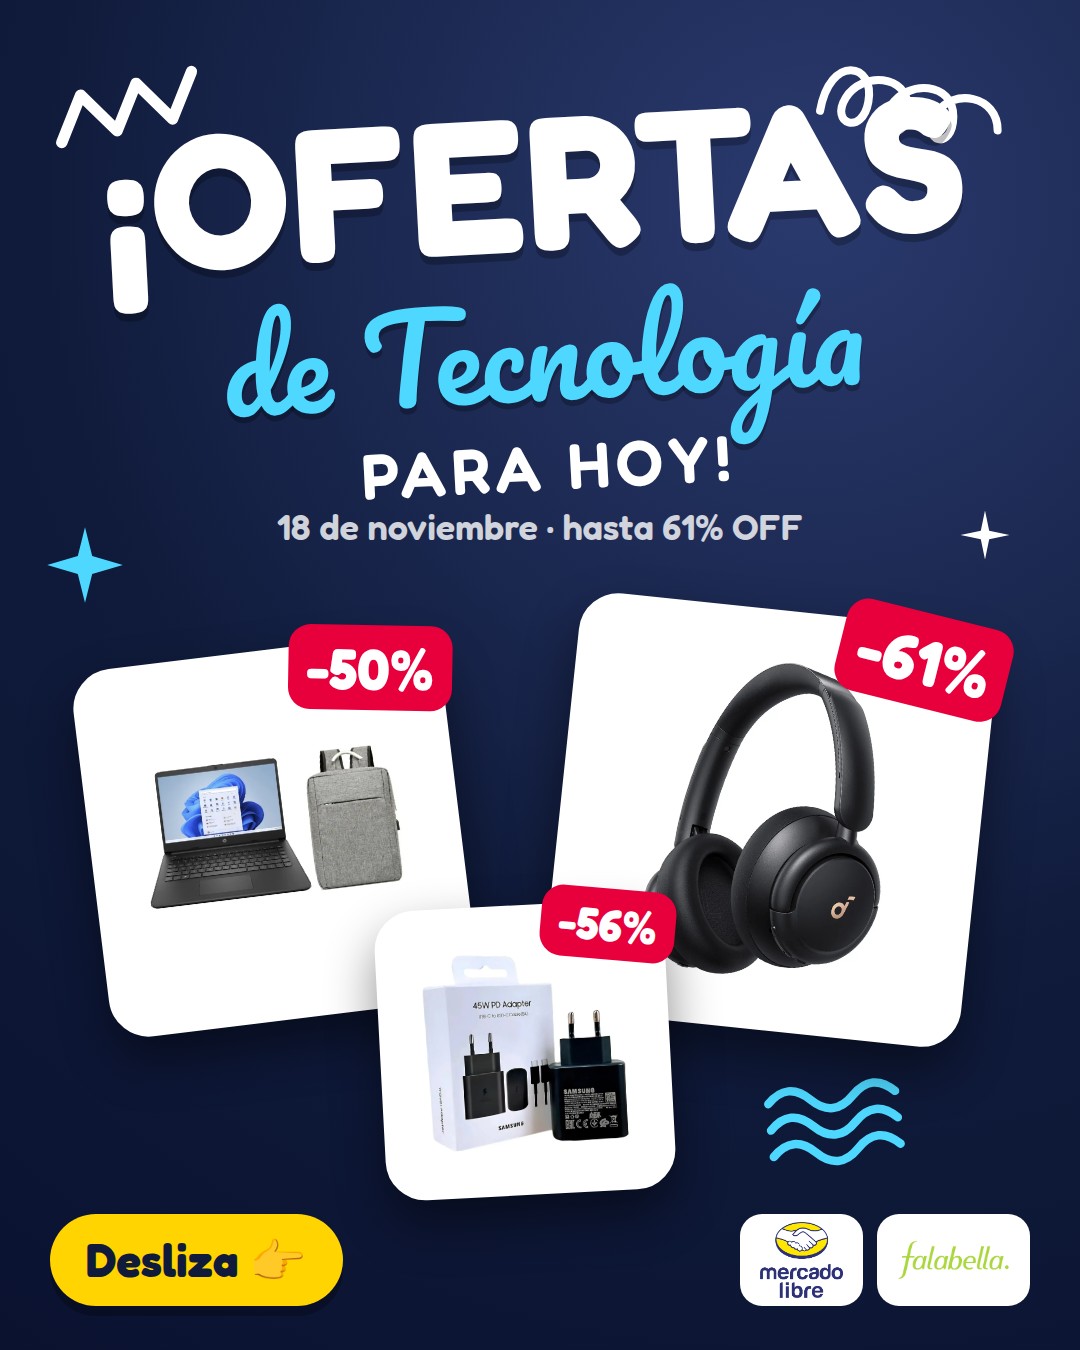 ¡OFERTAS
de Tecnología
PARA HOY!
18 de noviembre · hasta 61% OFF
-50%
-61%
-56%
45W PD Adapter
SAMSUNG
SAMSUNG
Desliza 👉
mercado
libre
falabella.